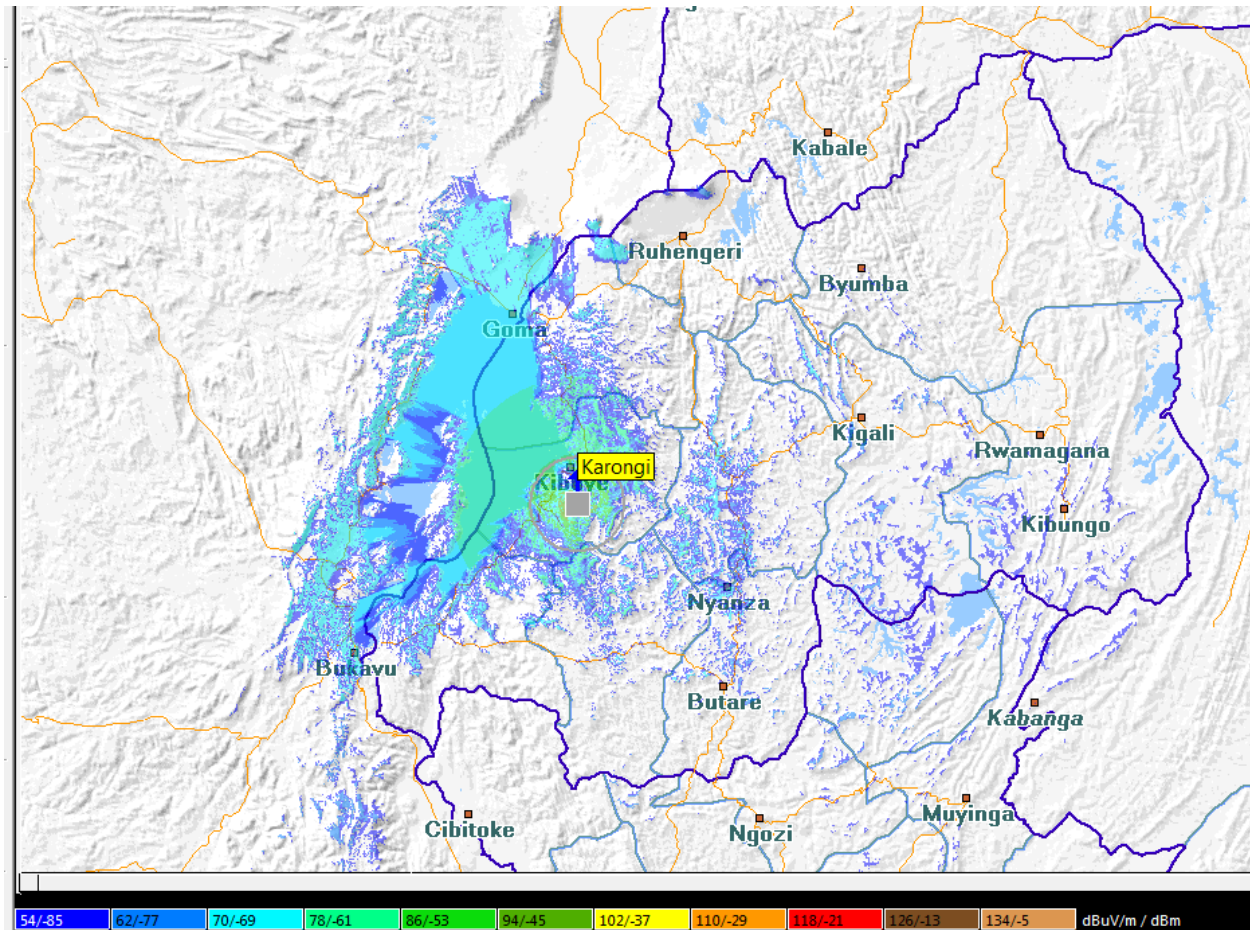 Kabale
Ruhengeri
Byumba
Goma
Kigali
Rwamagana
Karongi
Kibuye
Kibungo
Nyanza
Bukavu
Butare
Kabanga
Cibitoke
Ngozi
Muyinga
54/-85 62/-77 70/-69 78/-61 86/-53 94/-45 102/-37 110/-29 118/-21 126/-13 134/-5 dBuV/m / dBm